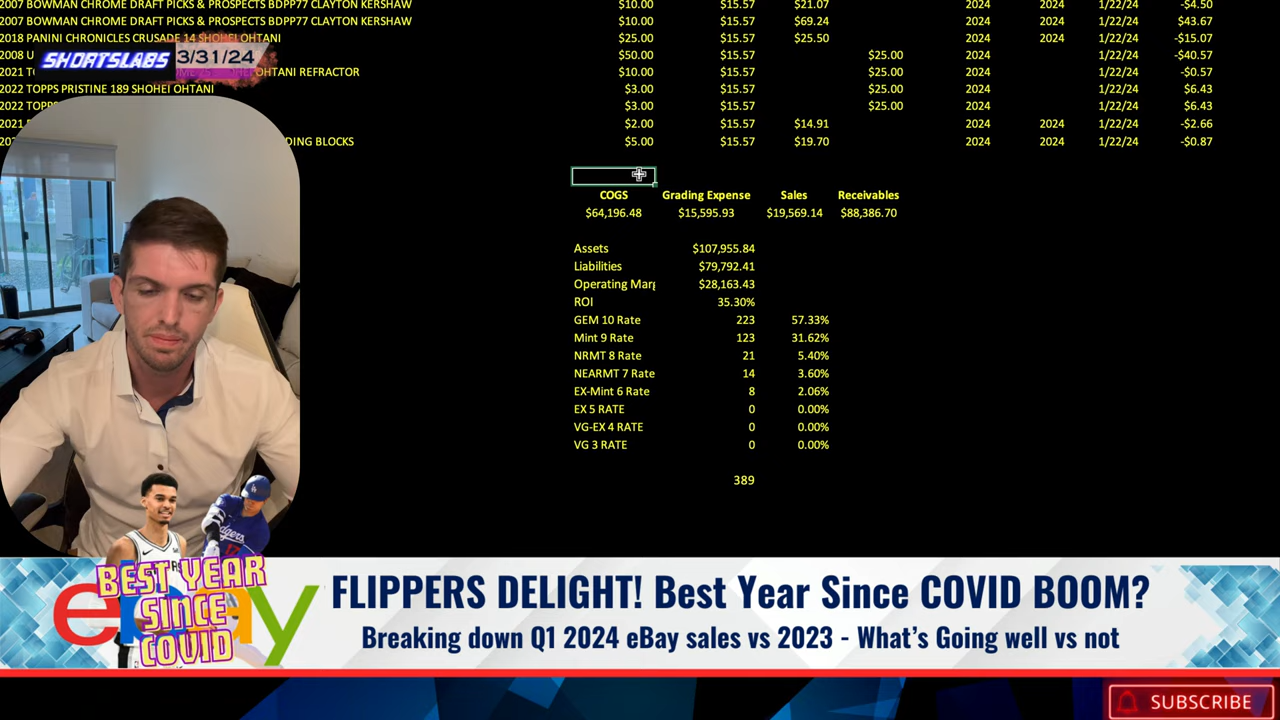 2007 BOWMAN CHROME DRAFT PICKS & PROSPECTS BDPP77 CLAYTON KERSHAW $10.00 $15.57 $21.07 2024 2024 1/22/24 -$4.50
2007 BOWMAN CHROME DRAFT PICKS & PROSPECTS BDPP77 CLAYTON KERSHAW $10.00 $15.57 $69.24 2024 2024 1/22/24 $43.67
2018 PANINI CHRONICLES CRUSADE 14 SHOHEI OHTANI $25.00 $15.57 $25.50 2024 2024 1/22/24 -$15.07
2008 U $50.00 $15.57 $25.00 2024 1/22/24 -$40.57
SHORTSLABS 3/31/24
2021 OHTANI REFRACTOR $10.00 $15.57 $25.00 2024 1/22/24 -$0.57
2022 TOPPS PRISTINE 189 SHOHEI OHTANI $3.00 $15.57 $25.00 2024 1/22/24 $6.43
2022 TOPPS $3.00 $15.57 $25.00 2024 1/22/24 $6.43
2021 $2.00 $15.57 $14.91 2024 2024 1/22/24 -$2.66
DING BLOCKS $5.00 $15.57 $19.70 2024 2024 1/22/24 -$0.87
COGS Grading Expense Sales Receivables
$64,196.48 $15,595.93 $19,569.14 $88,386.70
Assets $107,955.84
Liabilities $79,792.41
Operating Marg $28,163.43
ROI 35.30%
GEM 10 Rate 223 57.33%
Mint 9 Rate 123 31.62%
NRMT 8 Rate 21 5.40%
NEARMT 7 Rate 14 3.60%
EX-Mint 6 Rate 8 2.06%
EX 5 RATE 0 0.00%
VG-EX 4 RATE 0 0.00%
VG 3 RATE 0 0.00%
389
Dodgers
17
ebay
BEST YEAR
SINCE
COVID
FLIPPERS DELIGHT! Best Year Since COVID BOOM?
Breaking down Q1 2024 eBay sales vs 2023 - What's Going well vs not
SUBSCRIBE